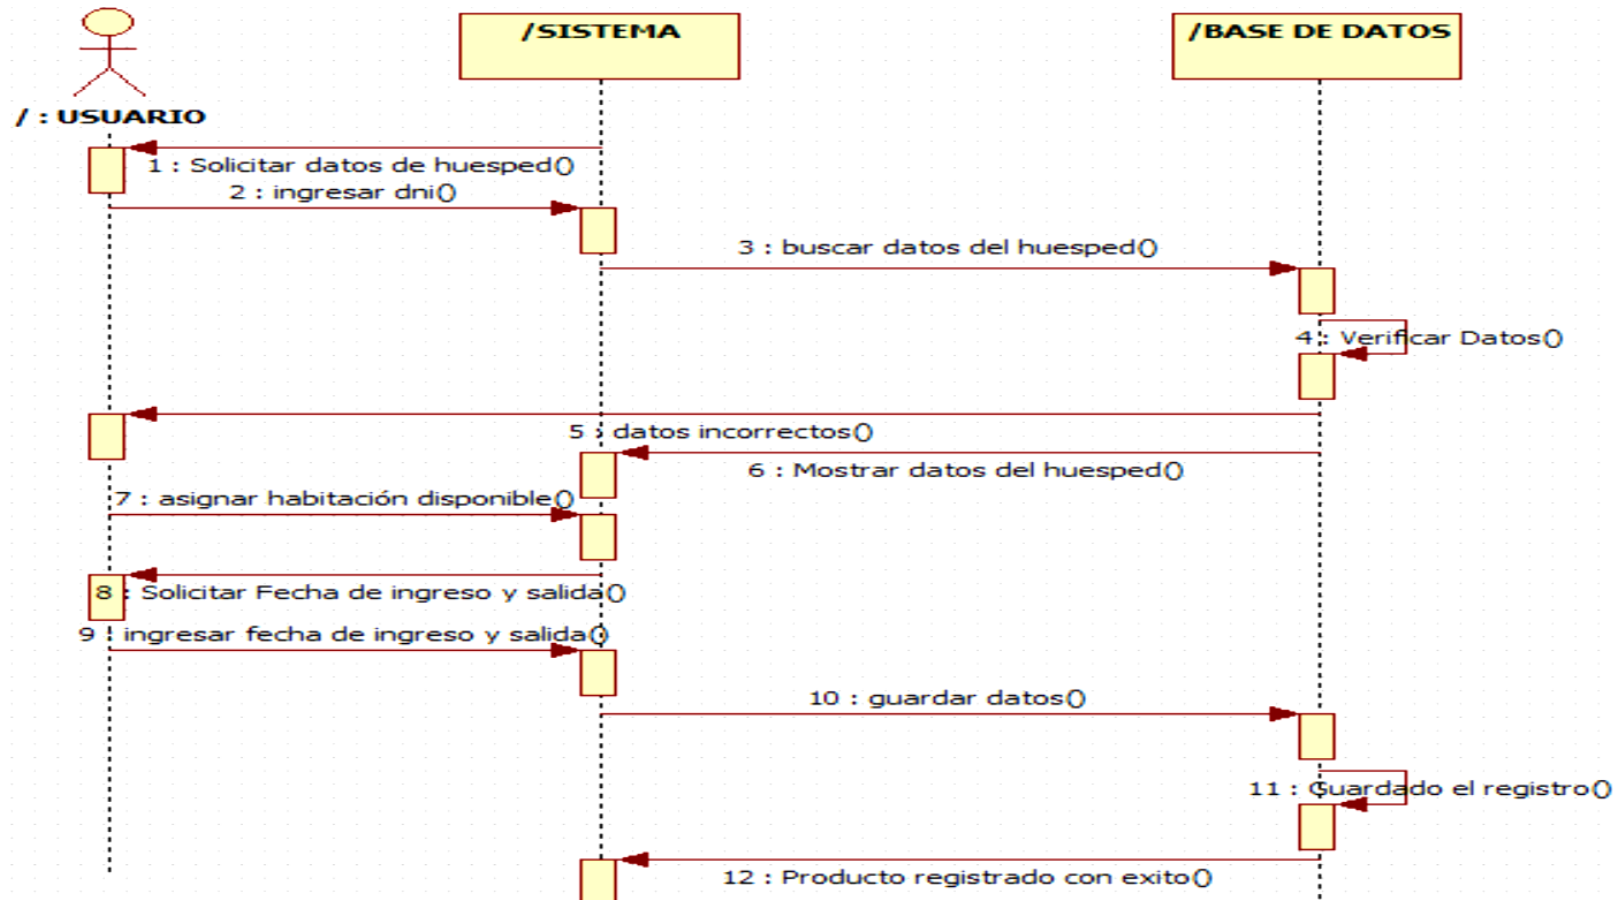 /SISTEMA
/BASE DE DATOS
/ : USUARIO
1 : Solicitar datos de huesped()
2 : ingresar dni()
3 : buscar datos del huesped()
4 : Verificar Datos()
5 : datos incorrectos()
6 : Mostrar datos del huesped()
7 : asignar habitación disponible()
8 : Solicitar Fecha de ingreso y salida()
9 : ingresar fecha de ingreso y salida()
10 : guardar datos()
11 : Guardado el registro()
12 : Producto registrado con exito()